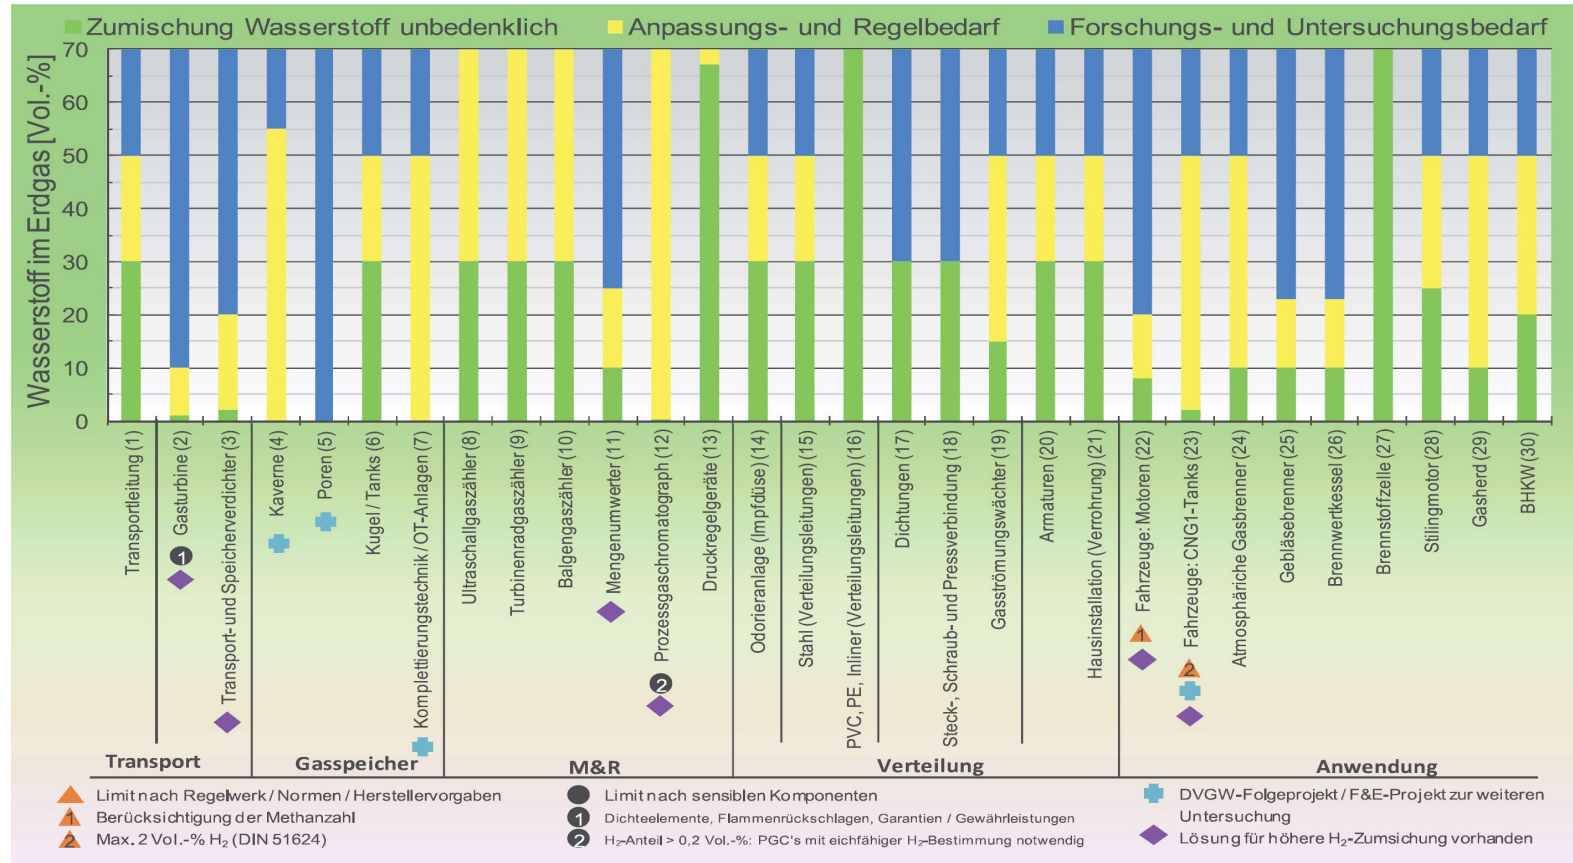 Zumischung Wasserstoff unbedenklich
Anpassungs- und Regelbedarf
Forschungs- und Untersuchungsbedarf
Wasserstoff im Erdgas [Vol.-%]
70
60
50
40
30
20
10
0
Transportleitung (1)
Gasturbine (2)
1
Transport- und Speicherverdichter (3)
Kaverne (4)
Poren (5)
Kugel / Tanks (6)
Komplettierungstechnik / OT-Anlagen (7)
Ultraschallgaszähler (8)
Turbinenradgaszähler (9)
Balgengaszähler (10)
Mengenumwerter (11)
Prozessgaschromatograph (12)
2
Druckregelgeräte (13)
Odorieranlage (Impfdüse) (14)
Stahl (Verteilungsleitungen) (15)
PVC, PE, Inliner (Verteilungsleitungen) (16)
Dichtungen (17)
Steck-, Schraub- und Pressverbindung (18)
Gasströmungswächter (19)
Armaturen (20)
Hausinstallation (Verrohrung) (21)
Fahrzeuge: Motoren (22)
1
Fahrzeuge: CNG1-Tanks (23)
2
Atmosphäriche Gasbrenner (24)
Gebläsebrenner (25)
Brennwertkessel (26)
Brennstoffzelle (27)
Stilingmotor (28)
Gasherd (29)
BHKW (30)
Transport
Gasspeicher
M&R
Verteilung
Anwendung
Limit nach Regelwerk / Normen / Herstellervorgaben
1 Berücksichtigung der Methanzahl
2 Max. 2 Vol.-% H₂ (DIN 51624)
Limit nach sensiblen Komponenten
1 Dichteelemente, Flammenrückschlagen, Garantien / Gewährleistungen
2 H₂-Anteil > 0,2 Vol.-%: PGC's mit eichfähiger H₂-Bestimmung notwendig
DVGW-Folgeprojekt / F&E-Projekt zur weiteren
Untersuchung
Lösung für höhere H₂-Zumsichung vorhanden